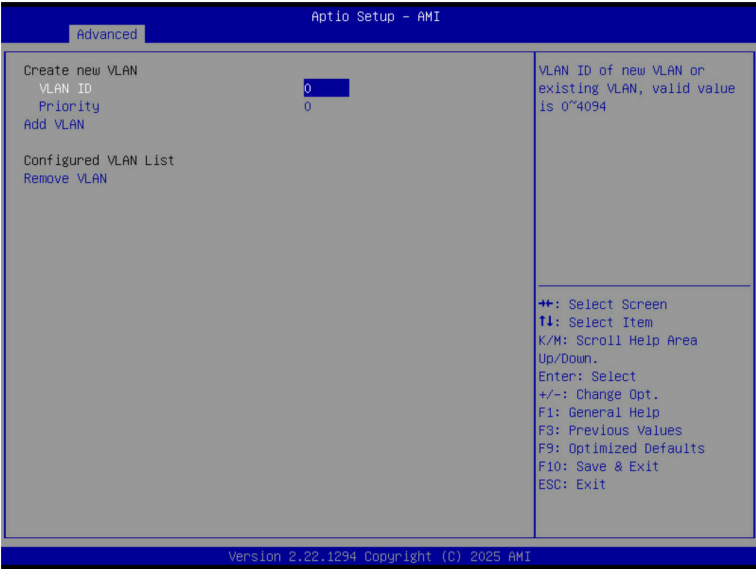 Aptio Setup – AMI
Advanced
Create new VLAN
VLAN ID 0
Priority 0
Add VLAN
Configured VLAN List
Remove VLAN
VLAN ID of new VLAN or
existing VLAN, valid value
is 0~4094
→←: Select Screen
↑↓: Select Item
K/M: Scroll Help Area
Up/Down.
Enter: Select
+/-: Change Opt.
F1: General Help
F3: Previous Values
F9: Optimized Defaults
F10: Save & Exit
ESC: Exit
Version 2.22.1294 Copyright (C) 2025 AMI